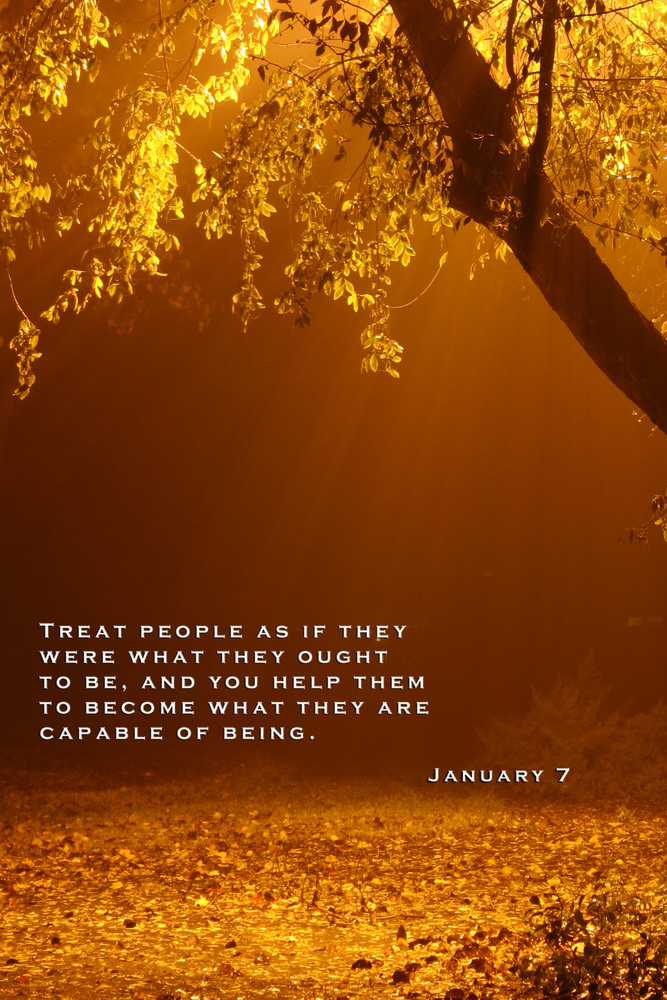 Treat people as if they
were what they ought
to be, and you help them
to become what they are
capable of being.
January 7